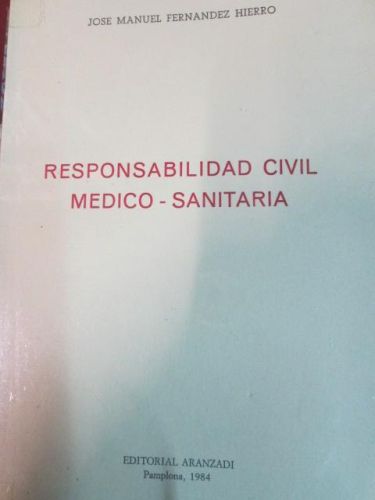 JOSE MANUEL FERNANDEZ HIERRO
RESPONSABILIDAD CIVIL
MEDICO - SANITARIA
EDITORIAL ARANZADI
Pamplona, 1984